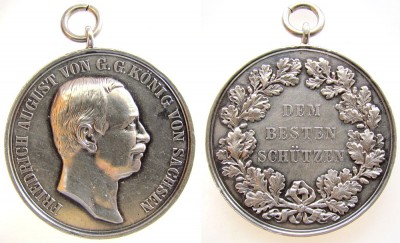 FRIEDRICH AUGUST VON G. G. KÖNIG VON SACHSEN
DEM
BESTEN
SCHÜTZEN